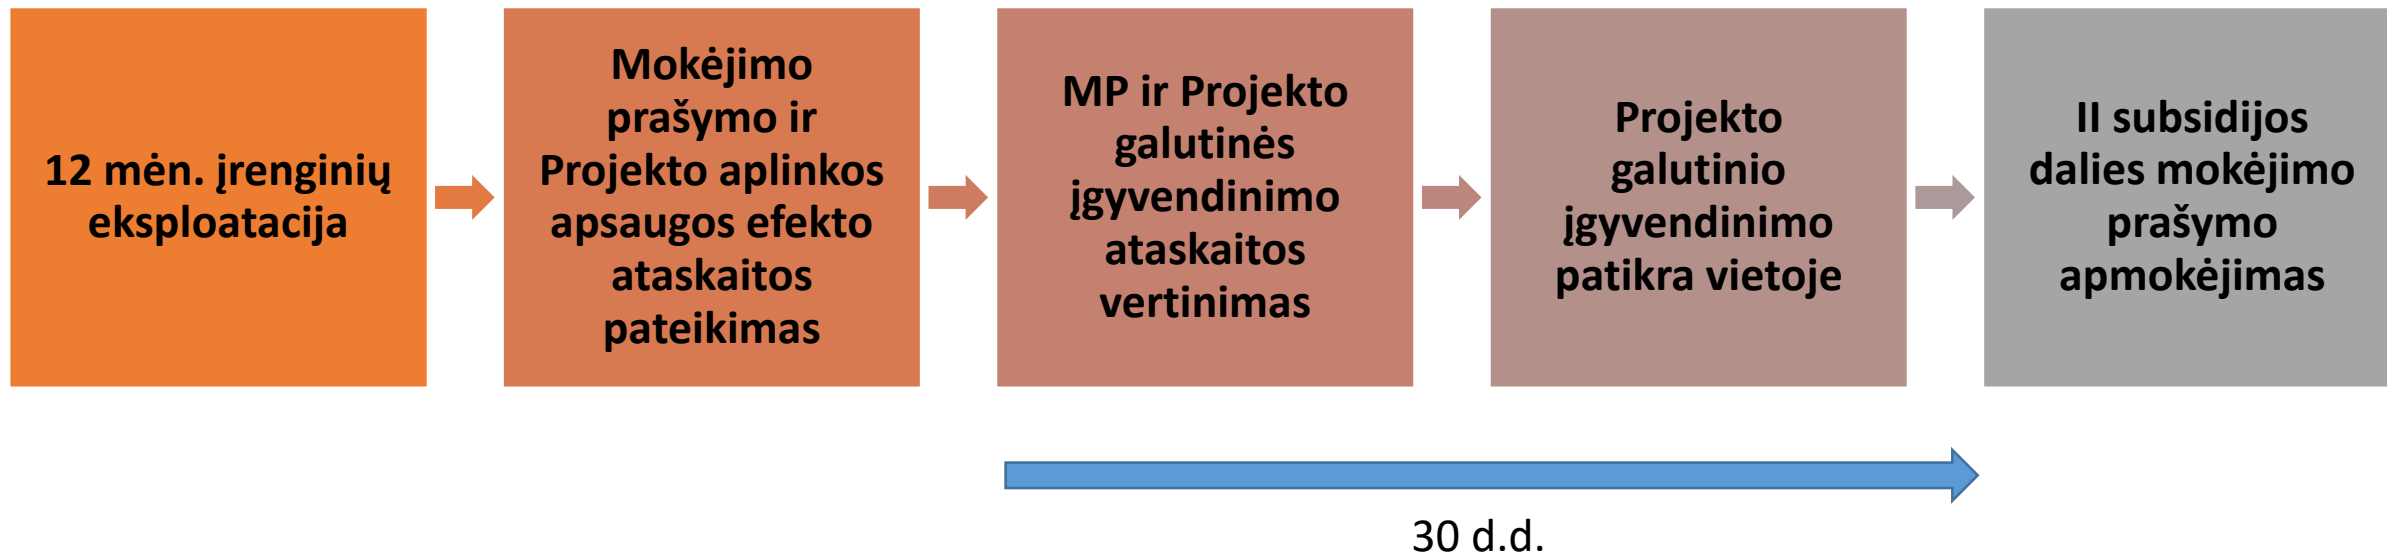 12 mėn. įrenginių
eksploatacija
Mokėjimo
prašymo ir
Projekto aplinkos
apsaugos efekto
ataskaitos
pateikimas
MP ir Projekto
galutinės
įgyvendinimo
ataskaitos
vertinimas
Projekto
galutinio
įgyvendinimo
patikra vietoje
II subsidijos
dalies mokėjimo
prašymo
apmokėjimas
30 d.d.